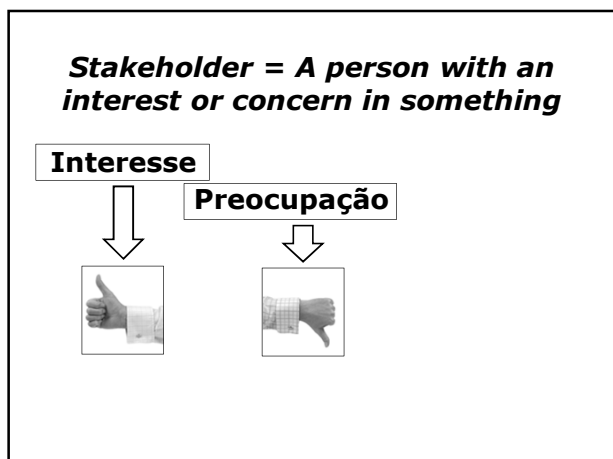 Stakeholder = A person with an
interest or concern in something
Interesse
Preocupação